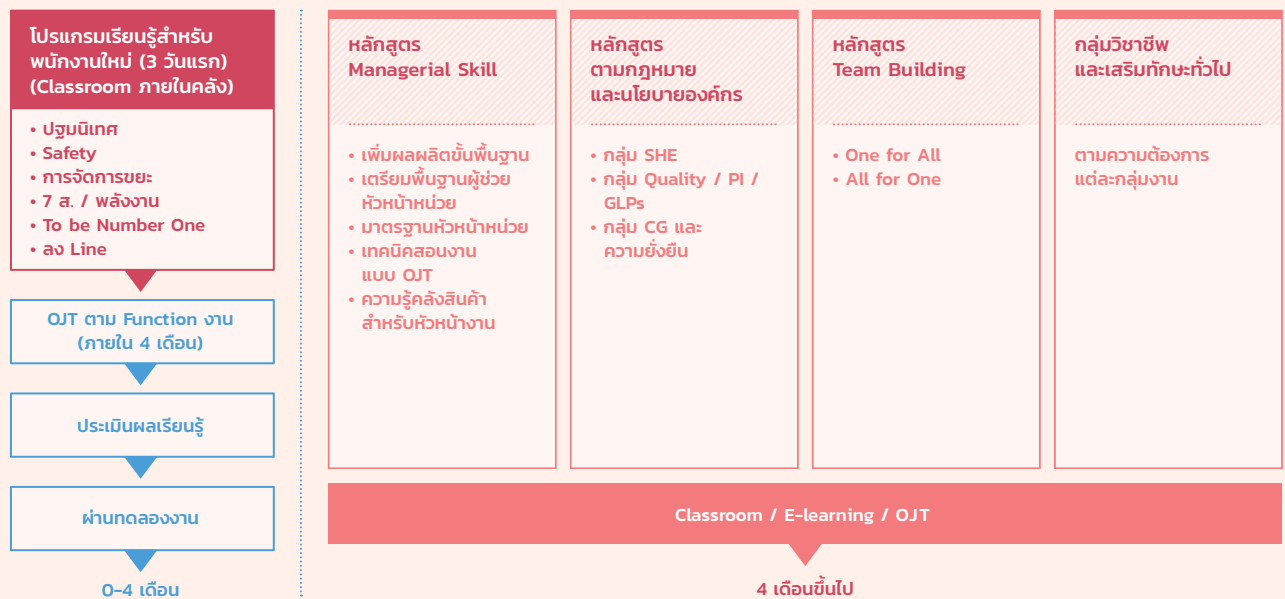 โปรแกรมเรียนรู้สำหรับ
พนักงานใหม่ (3 วันแรก)
(Classroom ภายในคลัง)
• ปฐมนิเทศ
• Safety
• การจัดการขยะ
• 7 ส. / พลังงาน
• To be Number One
• ลง Line
OJT ตาม Function งาน
(ภายใน 4 เดือน)
ประเมินผลเรียนรู้
ผ่านทดลองงาน
0-4 เดือน
หลักสูตร
Managerial Skill
• เพิ่มผลผลิตขั้นพื้นฐาน
• เตรียมพื้นฐานผู้ช่วย
หัวหน้าหน่วย
• มาตรฐานหัวหน้าหน่วย
• เทคนิคสอนงาน
แบบ OJT
• ความรู้คลังสินค้า
สำหรับหัวหน้างาน
หลักสูตร
ตามกฎหมาย
และนโยบายองค์กร
• กลุ่ม SHE
• กลุ่ม Quality / PI /
GLPs
• กลุ่ม CG และ
ความยั่งยืน
หลักสูตร
Team Building
• One for All
• All for One
กลุ่มวิชาชีพ
และเสริมทักษะทั่วไป
ตามความต้องการ
แต่ละกลุ่มงาน
Classroom / E-learning / OJT
4 เดือนขึ้นไป